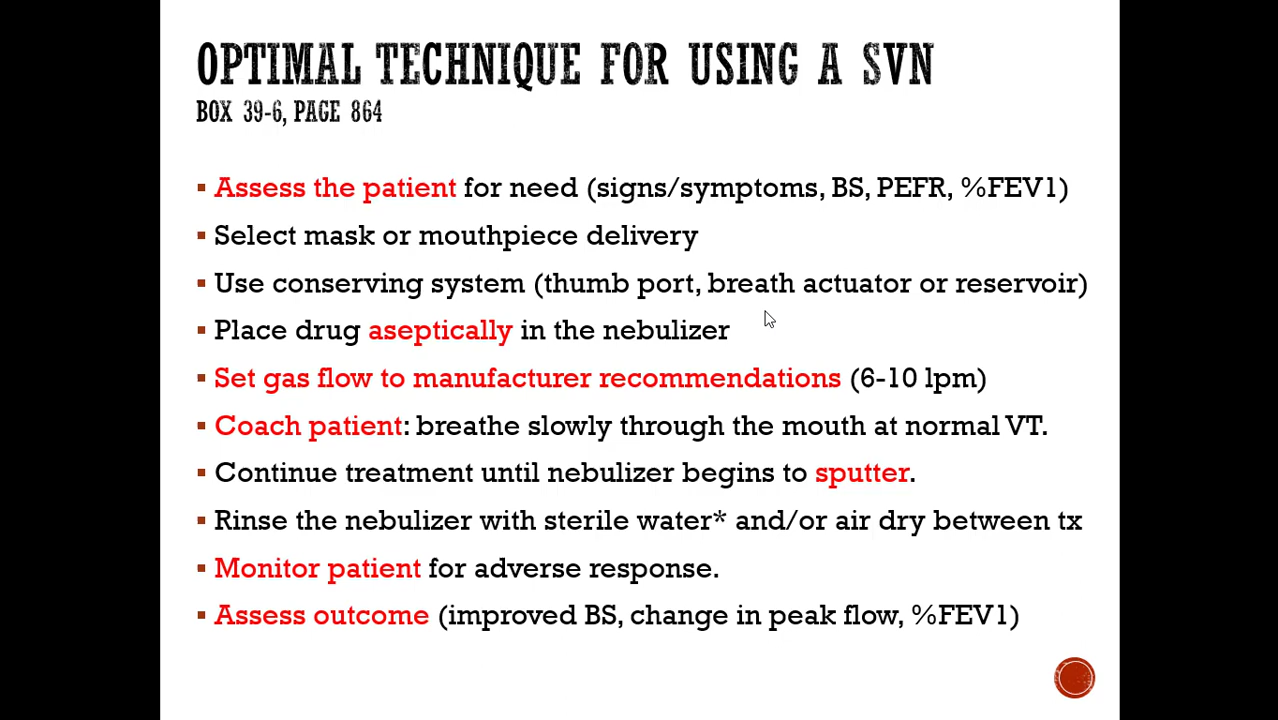 OPTIMAL TECHNIQUE FOR USING A SVN
BOX 39-6, PAGE 864
▪ Assess the patient for need (signs/symptoms, BS, PEFR, %FEV1)
▪ Select mask or mouthpiece delivery
▪ Use conserving system (thumb port, breath actuator or reservoir)
▪ Place drug aseptically in the nebulizer
▪ Set gas flow to manufacturer recommendations (6-10 lpm)
▪ Coach patient: breathe slowly through the mouth at normal VT.
▪ Continue treatment until nebulizer begins to sputter.
▪ Rinse the nebulizer with sterile water* and/or air dry between tx
▪ Monitor patient for adverse response.
▪ Assess outcome (improved BS, change in peak flow, %FEV1)